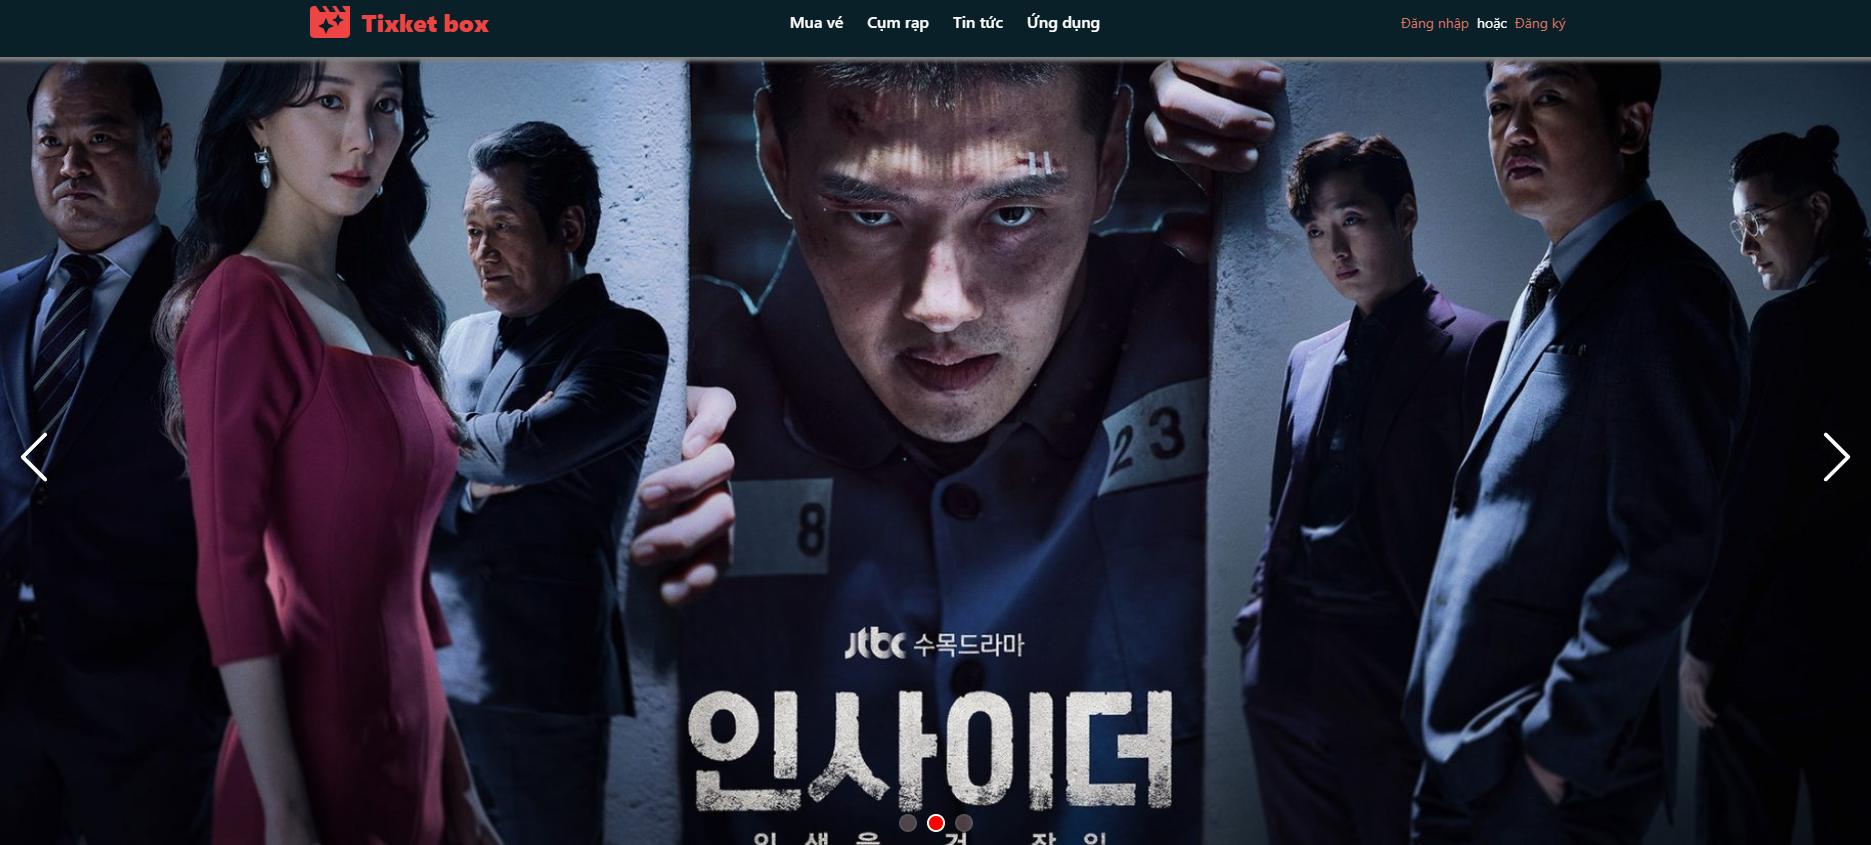 Tixket box
Mua vé Cụm rạp Tin tức Ứng dụng
Đăng nhập hoặc Đăng ký
23
8
jtbc 수목드라마
인사이더